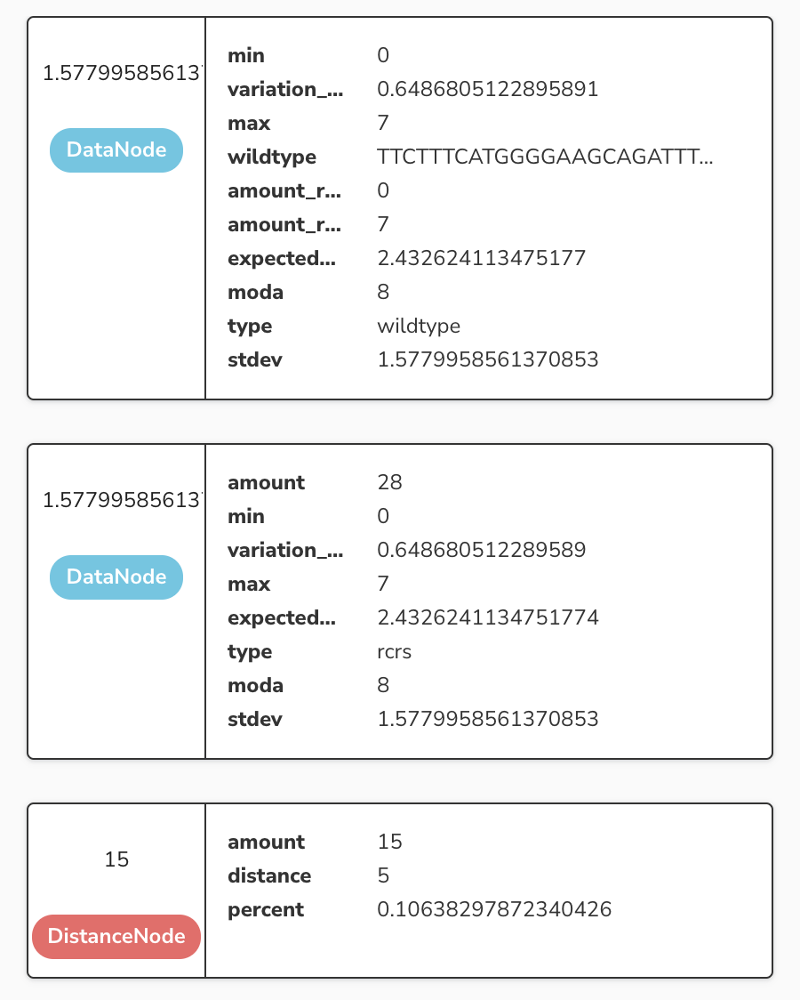 1.57799585613
DataNode
min 0
variation_... 0.6486805122895891
max 7
wildtype TTCTTTCATGGGGAAGCAGATTT...
amount_r... 0
amount_r... 7
expected... 2.432624113475177
moda 8
type wildtype
stdev 1.5779958561370853
1.57799585613
DataNode
amount 28
min 0
variation_... 0.648680512289589
max 7
expected... 2.4326241134751774
type rcrs
moda 8
stdev 1.5779958561370853
15
DistanceNode
amount 15
distance 5
percent 0.10638297872340426